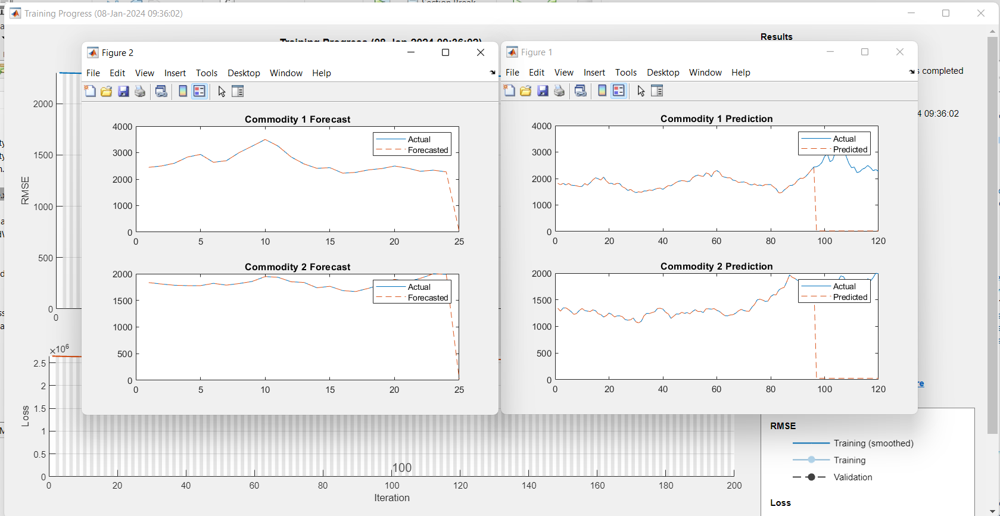 Section Break
Training Progress (08-Jan-2024 09:36:02)
Training Progress (08-Jan-2024 09:36:02)
Results
completed
09:36:02
2000
1500
1000
500
0
0
RMSE
×10^6
2.5
2
1.5
1
0.5
0
Loss
0 20 40 60 80 100 120 140 160 180 200
100
Iteration
Figure 2
File Edit View Insert Tools Desktop Window Help
Commodity 1 Forecast
4000
3000
2000
1000
0
0 5 10 15 20 25
Actual
Forecasted
Commodity 2 Forecast
2000
1500
1000
500
0
0 5 10 15 20 25
Actual
Forecasted
Figure 1
File Edit View Insert Tools Desktop Window Help
Commodity 1 Prediction
4000
3000
2000
1000
0
0 20 40 60 80 100 120
Actual
Predicted
Commodity 2 Prediction
2000
1500
1000
500
0
0 20 40 60 80 100 120
Actual
Predicted
RMSE
Training (smoothed)
Training
Validation
Loss